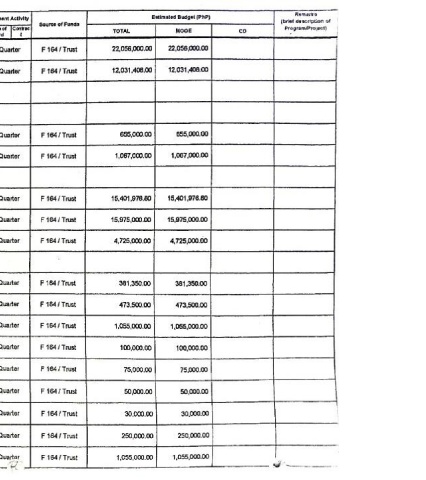 ent Activity Source of Funds Estimated Budget (PhP) Remarks (brief description of Program/Project)
TOTAL MOOE CO
Quarter F 164 / Trust 22,056,000.00 22,056,000.00
Quarter F 164 / Trust 12,031,408.00 12,031,408.00
Quarter F 164 / Trust 655,000.00 655,000.00
Quarter F 164 / Trust 1,067,000.00 1,067,000.00
Quarter F 164 / Trust 15,401,976.80 15,401,976.80
Quarter F 164 / Trust 15,975,000.00 15,975,000.00
Quarter F 164 / Trust 4,725,000.00 4,725,000.00
Quarter F 164 / Trust 381,350.00 381,350.00
Quarter F 164 / Trust 473,500.00 473,500.00
Quarter F 164 / Trust 1,055,000.00 1,055,000.00
Quarter F 164 / Trust 100,000.00 100,000.00
Quarter F 164 / Trust 75,000.00 75,000.00
Quarter F 164 / Trust 50,000.00 50,000.00
Quarter F 164 / Trust 30,000.00 30,000.00
Quarter F 164 / Trust 250,000.00 250,000.00
Quarter F 164 / Trust 1,055,000.00 1,055,000.00